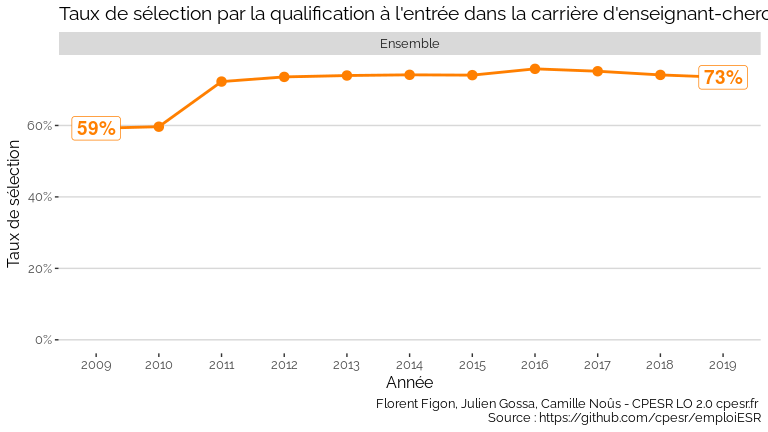 Taux de sélection par la qualification à l'entrée dans la carrière d'enseignant-cherc
Ensemble
Taux de sélection
60%
40%
20%
0%
59%
73%
2009 2010 2011 2012 2013 2014 2015 2016 2017 2018 2019
Année
Florent Figon, Julien Gossa, Camille Noûs - CPESR LO 2.0 cpesr.fr
Source : https://github.com/cpesr/emploiESR